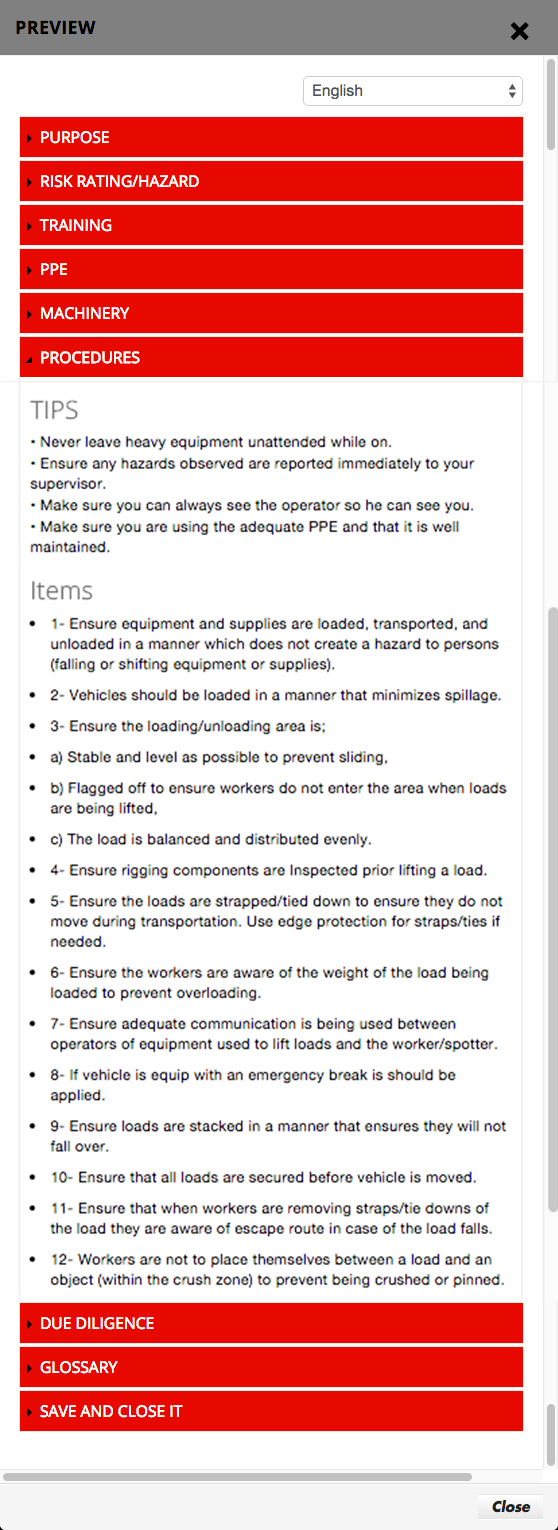 PREVIEW
English
PURPOSE
RISK RATING/HAZARD
TRAINING
PPE
MACHINERY
PROCEDURES
TIPS
• Never leave heavy equipment unattended while on.
• Ensure any hazards observed are reported immediately to your
supervisor.
• Make sure you can always see the operator so he can see you.
• Make sure you are using the adequate PPE and that it is well
maintained.
Items
• 1- Ensure equipment and supplies are loaded, transported, and
unloaded in a manner which does not create a hazard to persons
(falling or shifting equipment or supplies).
• 2- Vehicles should be loaded in a manner that minimizes spillage.
• 3- Ensure the loading/unloading area is;
• a) Stable and level as possible to prevent sliding,
• b) Flagged off to ensure workers do not enter the area when loads
are being lifted,
• c) The load is balanced and distributed evenly.
• 4- Ensure rigging components are Inspected prior lifting a load.
• 5- Ensure the loads are strapped/tied down to ensure they do not
move during transportation. Use edge protection for straps/ties if
needed.
• 6- Ensure the workers are aware of the weight of the load being
loaded to prevent overloading.
• 7- Ensure adequate communication is being used between
operators of equipment used to lift loads and the worker/spotter.
• 8- If vehicle is equip with an emergency break is should be
applied.
• 9- Ensure loads are stacked in a manner that ensures they will not
fall over.
• 10- Ensure that all loads are secured before vehicle is moved.
• 11- Ensure that when workers are removing straps/tie downs of
the load they are aware of escape route in case of the load falls.
• 12- Workers are not to place themselves between a load and an
object (within the crush zone) to prevent being crushed or pinned.
DUE DILIGENCE
GLOSSARY
SAVE AND CLOSE IT
Close